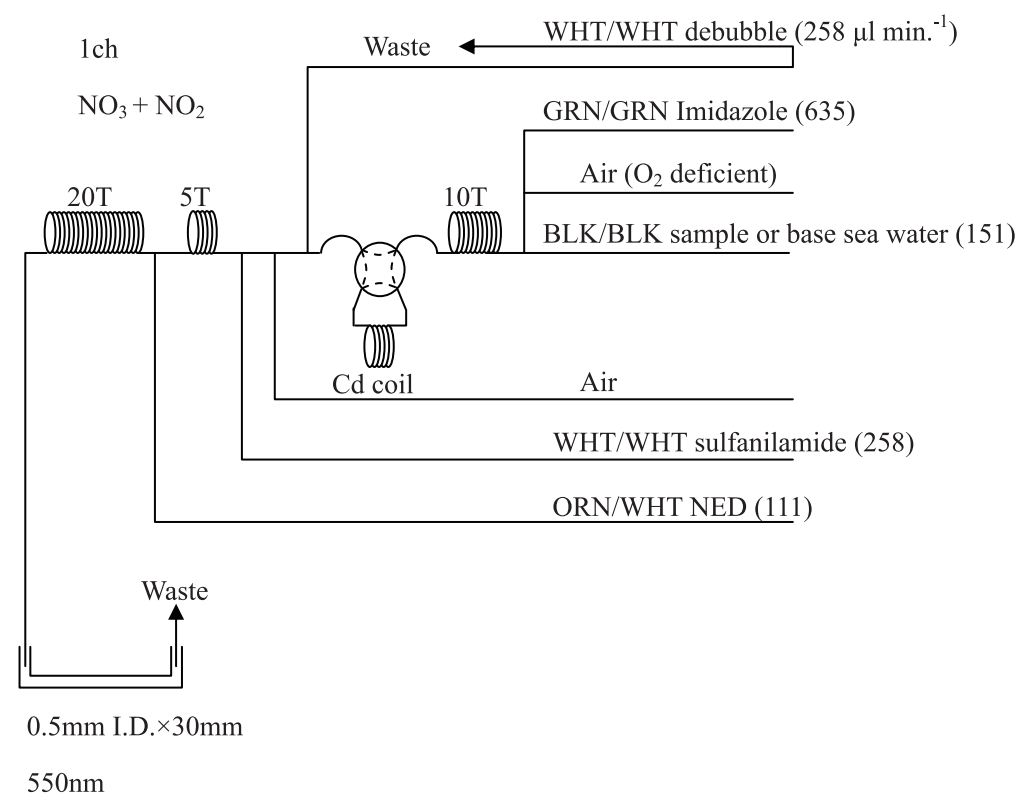 WHT/WHT debubble (258 µl min.-1)
Waste
1ch
NO3 + NO2
GRN/GRN Imidazole (635)
Air (O2 deficient)
20T
5T
10T
BLK/BLK sample or base sea water (151)
Cd coil
Air
WHT/WHT sulfanilamide (258)
ORN/WHT NED (111)
Waste
0.5mm I.D.×30mm
550nm